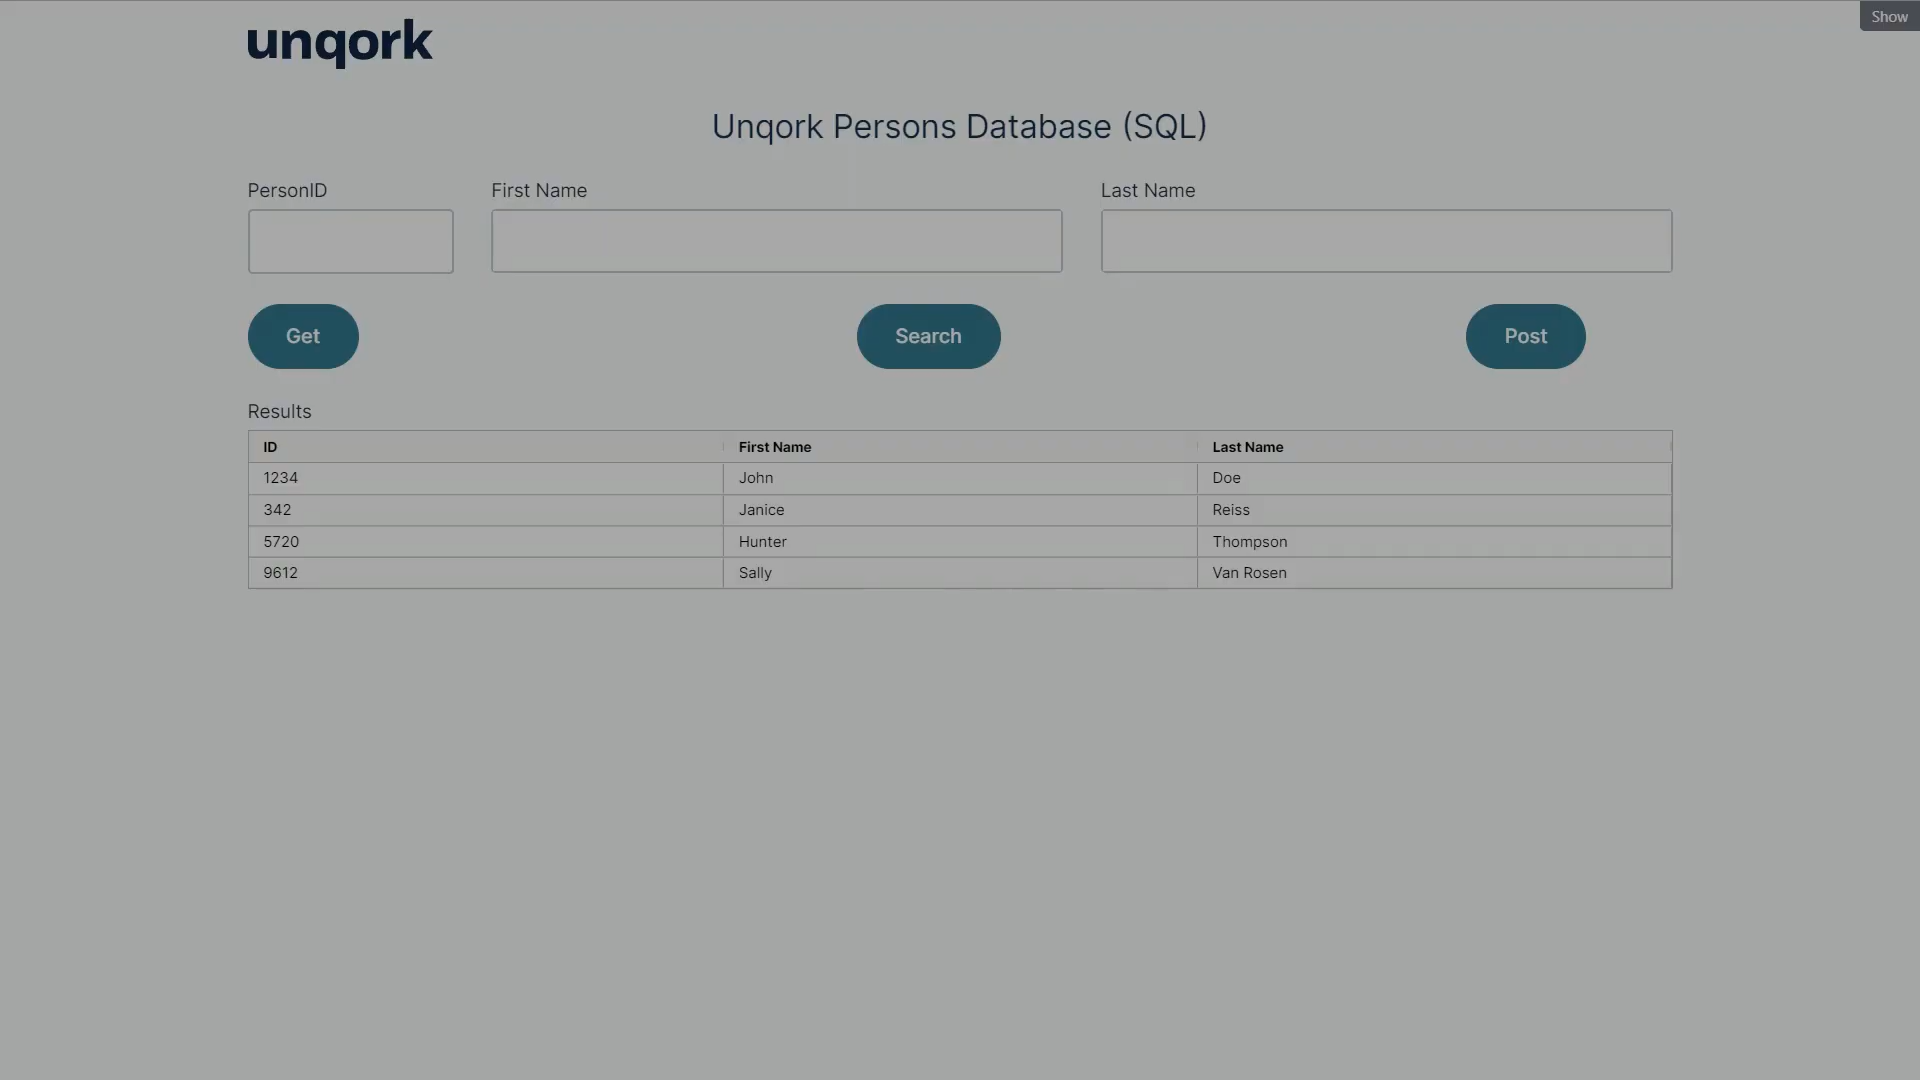 Show
unqork
Unqork Persons Database (SQL)
PersonID First Name Last Name
Get Search Post
Results
ID First Name Last Name
1234 John Doe
342 Janice Reiss
5720 Hunter Thompson
9612 Sally Van Rosen